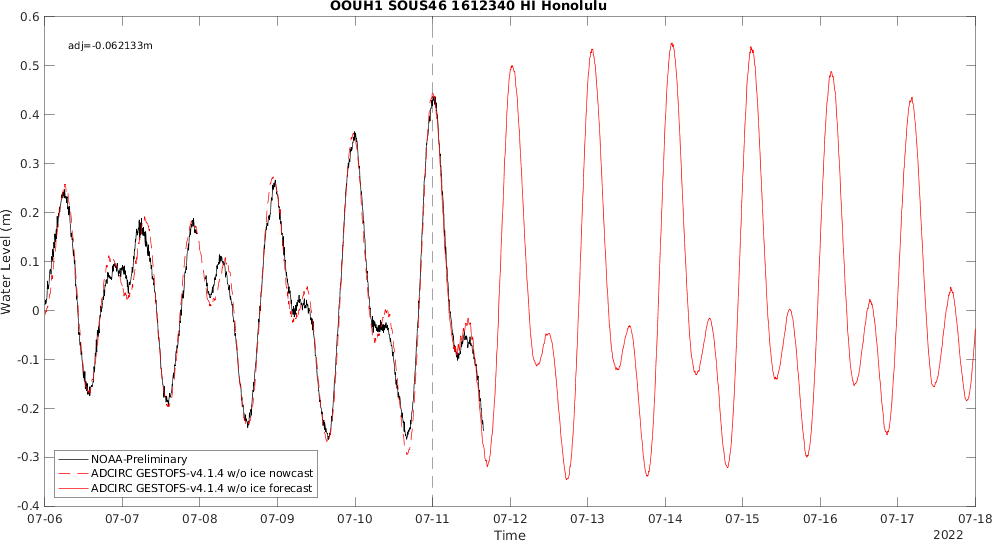 OOUH1 SOUS46 1612340 HI Honolulu
adj=-0.062133m
0.6
0.5
0.4
0.3
0.2
0.1
0
-0.1
-0.2
-0.3
-0.4
Water Level (m)
NOAA-Preliminary
ADCIRC GESTOFS-v4.1.4 w/o ice nowcast
ADCIRC GESTOFS-v4.1.4 w/o ice forecast
07-06 07-07 07-08 07-09 07-10 07-11 07-12 07-13 07-14 07-15 07-16 07-17 07-18
Time
2022